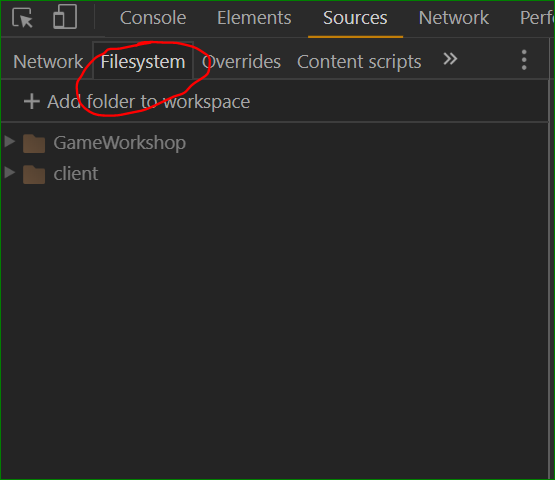 Console Elements Sources Network Perf
Network Filesystem Overrides Content scripts »
+ Add folder to workspace
GameWorkshop
client